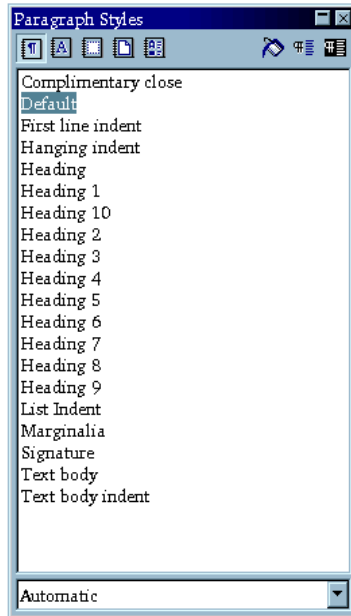 Paragraph Styles
Complimentary close
Default
First line indent
Hanging indent
Heading
Heading 1
Heading 10
Heading 2
Heading 3
Heading 4
Heading 5
Heading 6
Heading 7
Heading 8
Heading 9
List Indent
Marginalia
Signature
Text body
Text body indent
Automatic